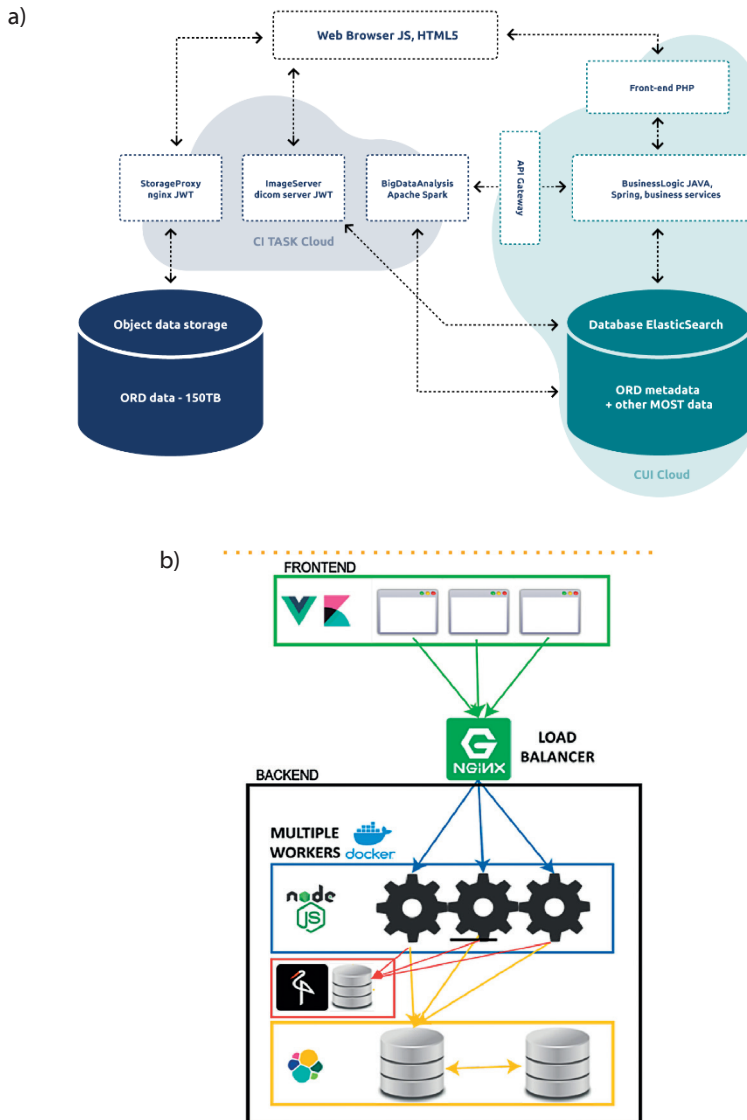 a)
Web Browser JS, HTML5
Front-end PHP
StorageProxy
nginx JWT
ImageServer
dicom server JWT
BigDataAnalysis
Apache Spark
API Gateway
BusinessLogic JAVA,
Spring, business services
CI TASK Cloud
Object data storage
ORD data - 150TB
Database ElasticSearch
ORD metadata
+ other MOST data
CUI Cloud
b)
FRONTEND
NGiNX
LOAD
BALANCER
BACKEND
MULTIPLE
WORKERS
docker
node
JS